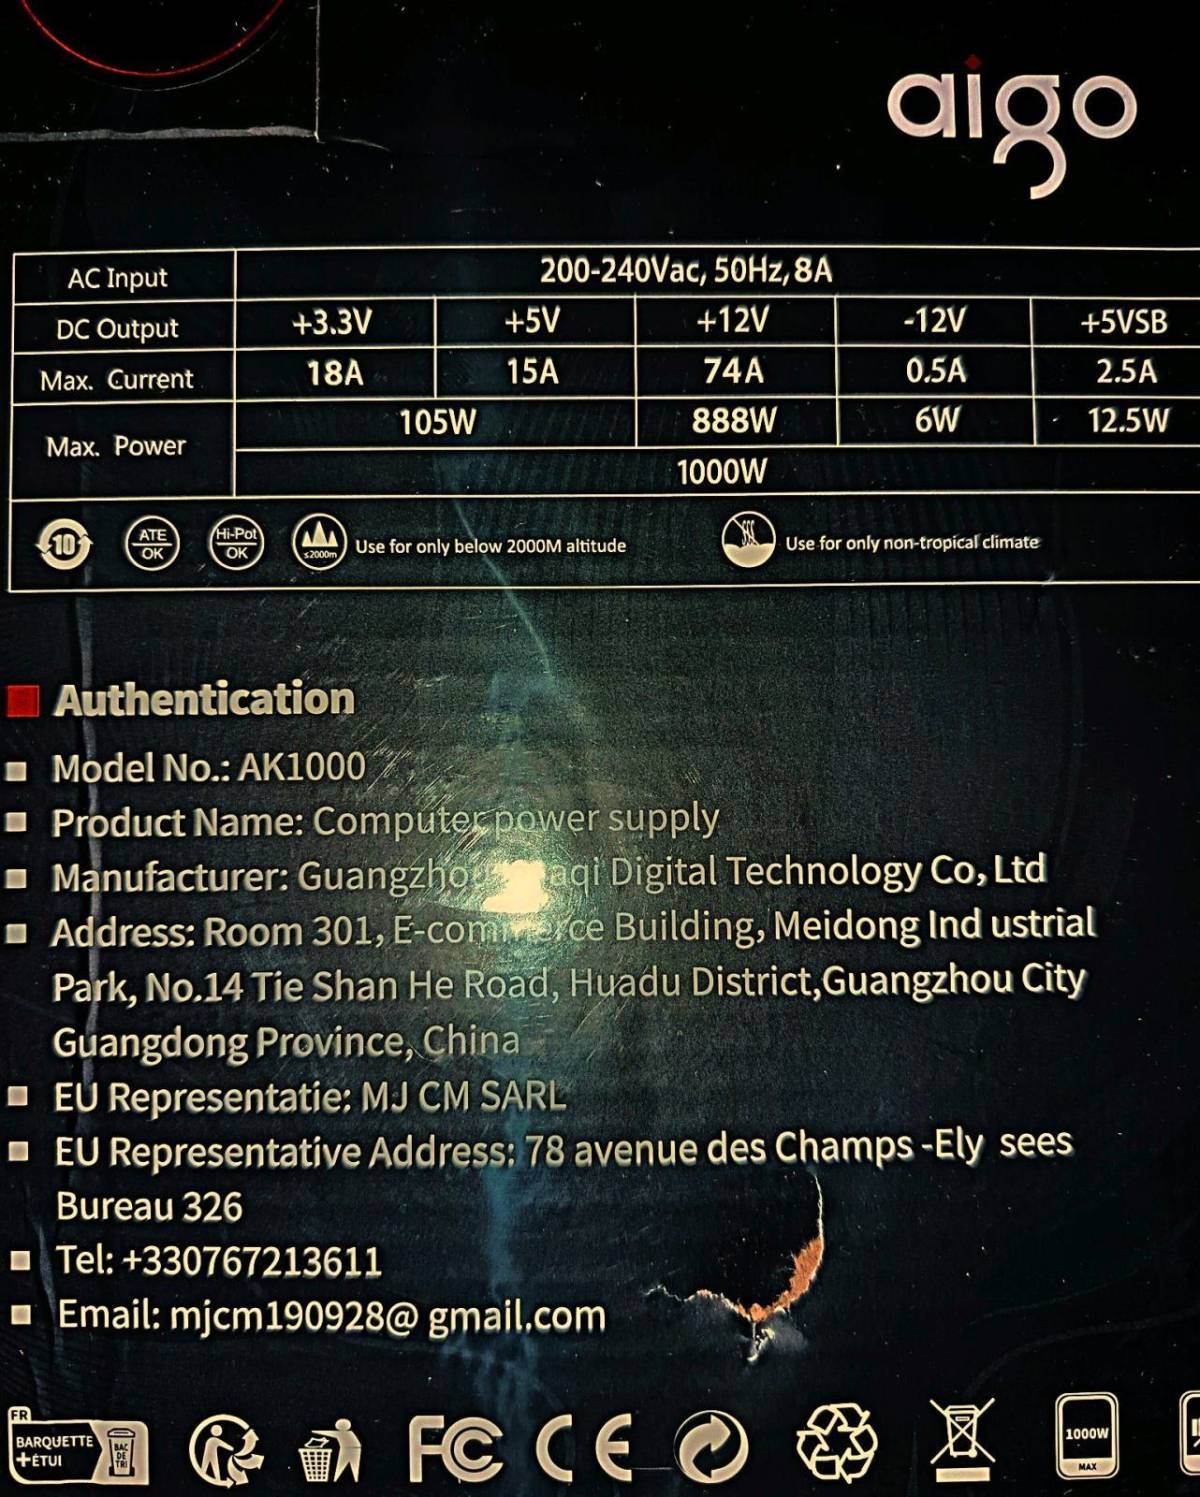 aigo
AC Input 200-240Vac, 50Hz, 8A
DC Output +3.3V +5V +12V -12V +5VSB
Max. Current 18A 15A 74A 0.5A 2.5A
Max. Power 105W 888W 6W 12.5W
1000W
10 ATE OK Hi-Pot OK ≤2000m Use for only below 2000M altitude Use for only non-tropical climate
Authentication
Model No.: AK1000
Product Name: Computer power supply
Manufacturer: Digital Technology Co, Ltd
Address: Room 301, E-commerce Building, Meidong Ind ustrial
Park, No.14 Tie Shan He Road, Huadu District,Guangzhou City
Guangdong Province, China
EU Representatie: MJ CM SARL
EU Representative Address: 78 avenue des Champs -Ely sees
Bureau 326
Tel: +330767213611
Email: mjcm190928@ gmail.com
FR
BARQUETTE
+ÉTUI
BAC
DE
TRI
FC CE
1000W
MAX